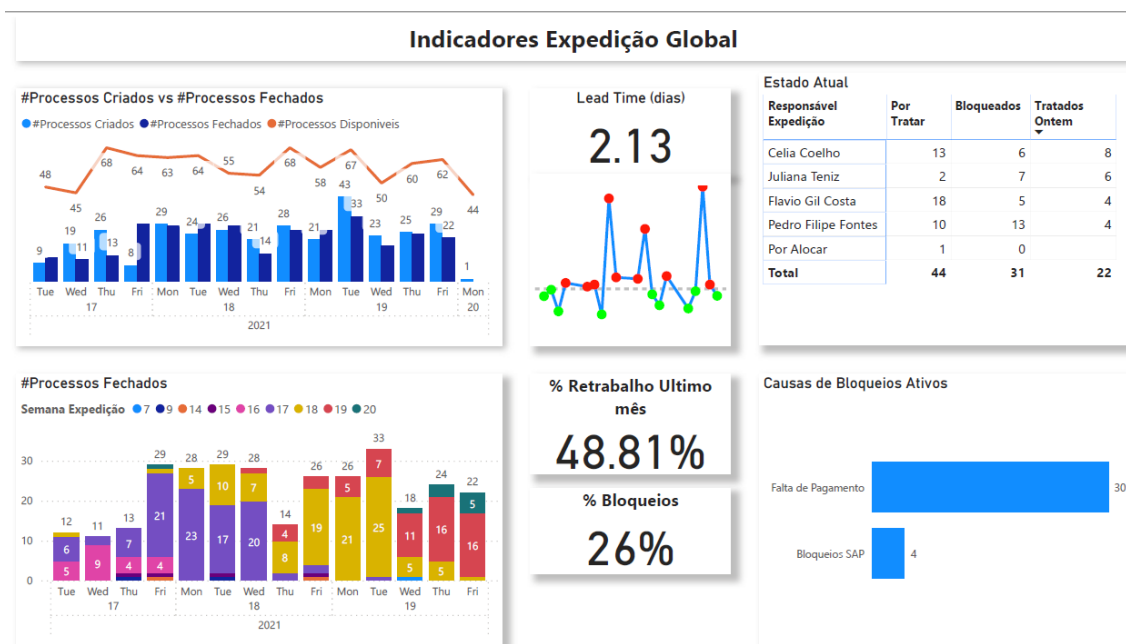 Indicadores Expedição Global
#Processos Criados vs #Processos Fechados
#Processos Criados #Processos Fechados #Processos Disponiveis
48 45 68 64 63 64 55 54 68 58 67 50 60 62 44
9 19 11 26 13 8 29 24 26 21 14 28 21 43 33 23 25 29 22 1
Tue Wed Thu Fri Mon Tue Wed Thu Fri Mon Tue Wed Thu Fri Mon
17 18 19 20
2021
Lead Time (dias)
2.13
Estado Atual
Responsável Expedição Por Tratar Bloqueados Tratados Ontem
Celia Coelho 13 6 8
Juliana Teniz 2 7 6
Flavio Gil Costa 18 5 4
Pedro Filipe Fontes 10 13 4
Por Alocar 1 0
Total 44 31 22
#Processos Fechados
Semana Expedição 7 9 14 15 16 17 18 19 20
30
20
10
0
12 11 13 29 28 29 28 14 26 26 33 18 24 22
6 5 9 7 4 21 4 5 23 10 17 7 20 4 8 19 5 21 7 25 11 5 16 5 5 16
Tue Wed Thu Fri Mon Tue Wed Thu Fri Mon Tue Wed Thu Fri
17 18 19
2021
% Retrabalho Ultimo
mês
48.81%
% Bloqueios
26%
Causas de Bloqueios Ativos
Falta de Pagamento 30
Bloqueios SAP 4